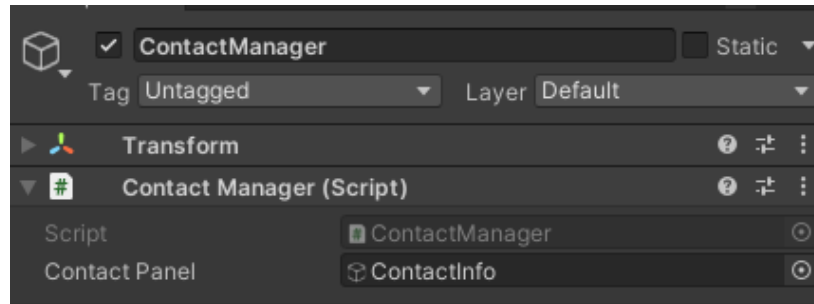 ContactManager Static
Tag Untagged Layer Default
Transform
# Contact Manager (Script)
Script # ContactManager
Contact Panel ContactInfo